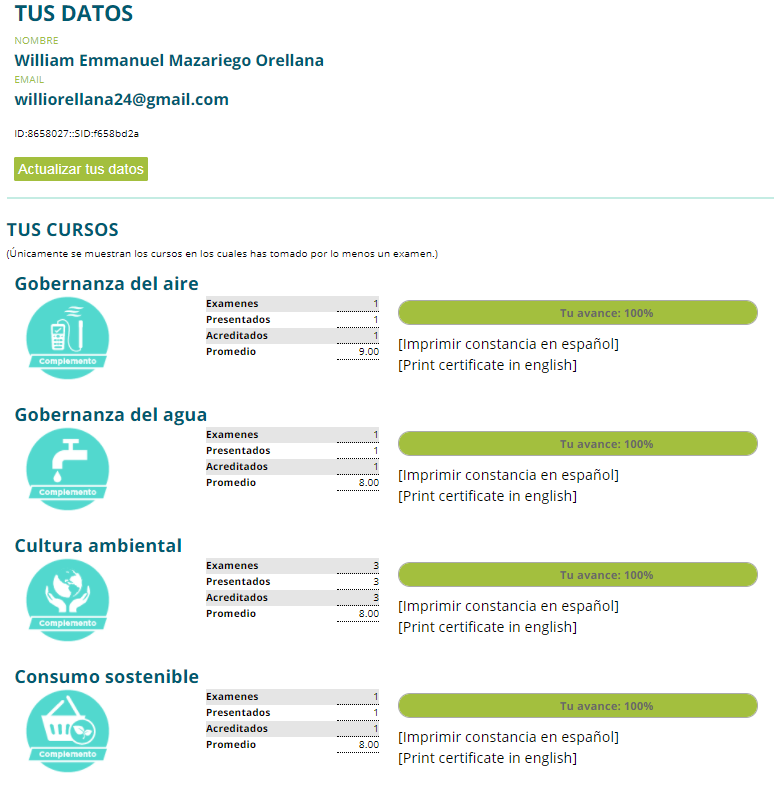 TUS DATOS
NOMBRE
William Emmanuel Mazariego Orellana
EMAIL
williorellana24@gmail.com
ID:8658027::SID:f658bd2a
Actualizar tus datos
TUS CURSOS
(Únicamente se muestran los cursos en los cuales has tomado por lo menos un examen.)
Gobernanza del aire
Complemento
Examenes 1
Presentados 1
Acreditados 1
Promedio 9.00
Tu avance: 100%
[Imprimir constancia en español]
[Print certificate in english]
Gobernanza del agua
Complemento
Examenes 1
Presentados 1
Acreditados 1
Promedio 8.00
Tu avance: 100%
[Imprimir constancia en español]
[Print certificate in english]
Cultura ambiental
Complemento
Examenes 3
Presentados 3
Acreditados 3
Promedio 8.00
Tu avance: 100%
[Imprimir constancia en español]
[Print certificate in english]
Consumo sostenible
Complemento
Examenes 1
Presentados 1
Acreditados 1
Promedio 8.00
Tu avance: 100%
[Imprimir constancia en español]
[Print certificate in english]